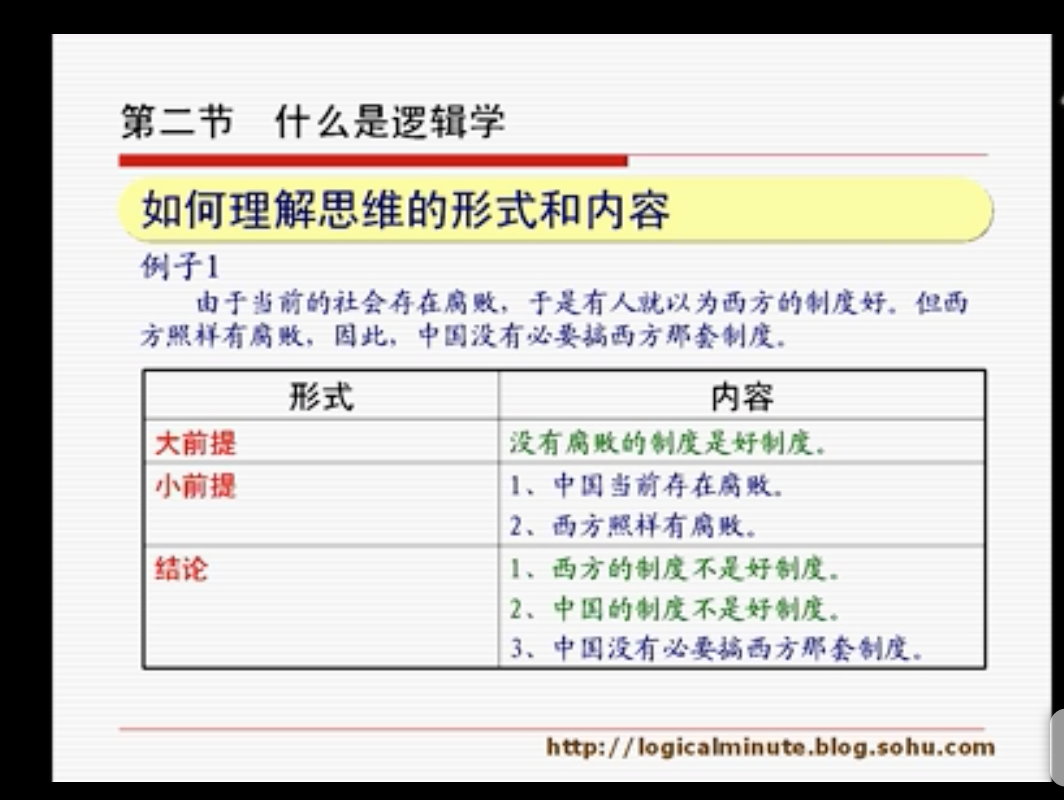 第二节　什么是逻辑学
如何理解思维的形式和内容
例子1
由于当前的社会存在腐败，于是有人就以为西方的制度好。但西
方照样有腐败，因此，中国没有必要搞西方那套制度。
形式 内容
大前提 没有腐败的制度是好制度。
小前提 1、中国当前存在腐败。
2、西方照样有腐败。
结论 1、西方的制度不是好制度。
2、中国的制度不是好制度。
3、中国没有必要搞西方那套制度。
http://logicalminute.blog.sohu.com